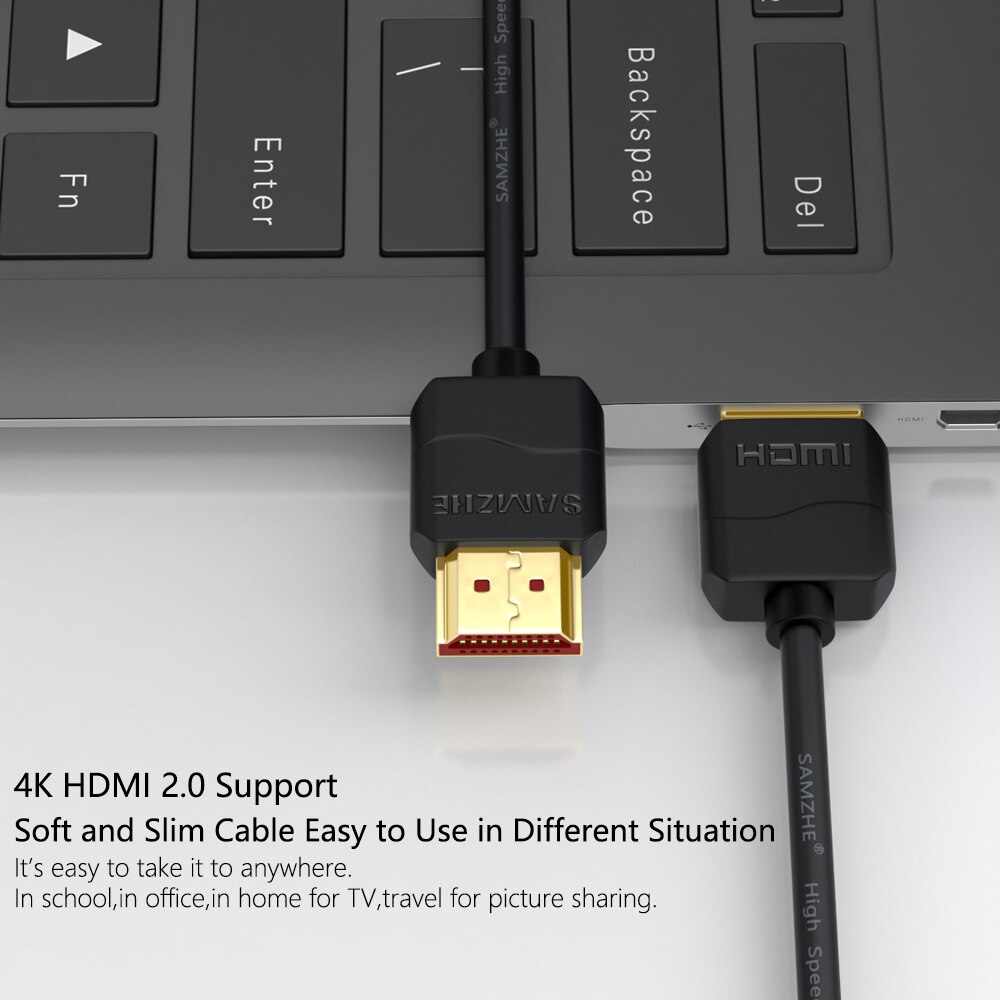 Fn
Enter
\ |
Backspace
Del
SAMZHE® High Speed
SAMZHE
HDMI
HDMI
SAMZHE® High Spee
4K HDMI 2.0 Support
Soft and Slim Cable Easy to Use in Different Situation
It's easy to take it to anywhere.
In school,in office,in home for TV,travel for picture sharing.